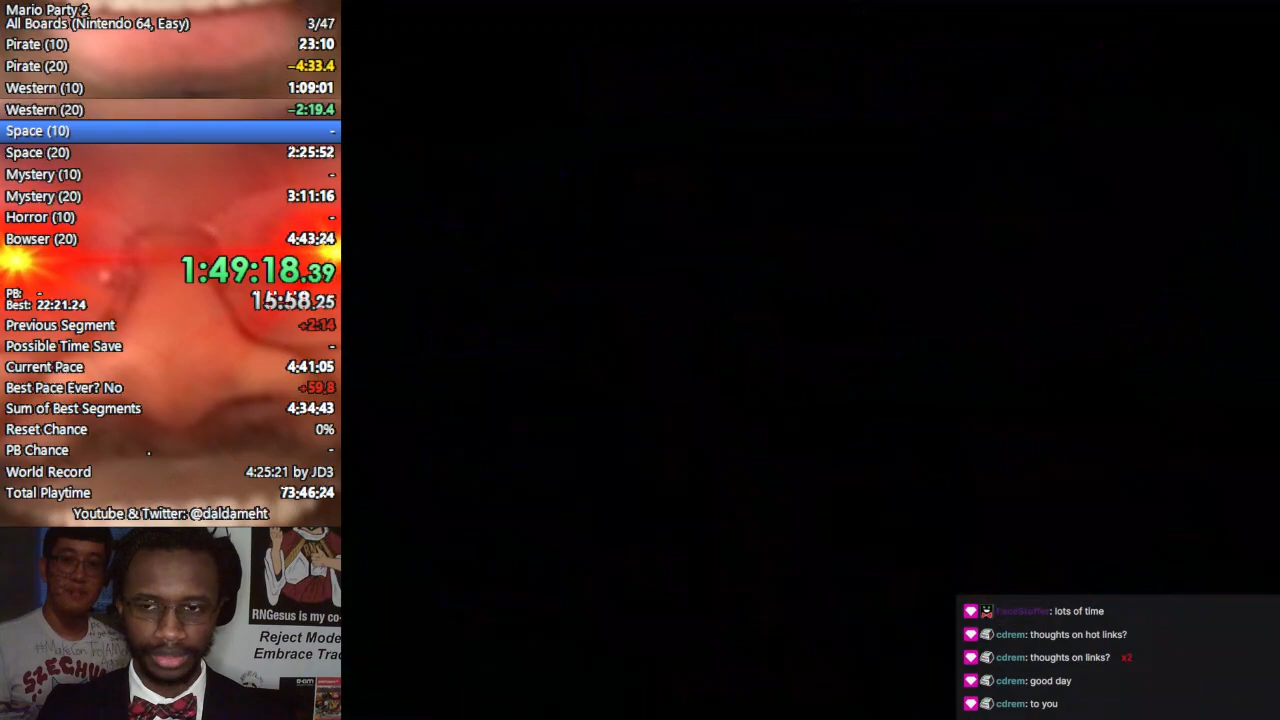 Mario Party 2
All Boards (Nintendo 64, Easy) 3/47
Pirate (10) 23:10
Pirate (20) -4:33.4
Western (10) 1:09:01
Western (20) -2:19.4
Space (10) -
Space (20) 2:25:52
Mystery (10) -
Mystery (20) 3:11:16
Horror (10) -
Bowser (20) 4:43:24
1:49:18.39
PB: -
Best: 22:21.24 15:58.25
Previous Segment +2:14
Possible Time Save -
Current Pace 4:41:05
Best Pace Ever? No +59.8
Sum of Best Segments 4:34:43
Reset Chance 0%
PB Chance -
World Record 4:25:21 by JD3
Total Playtime 73:46:24
Youtube & Twitter: @daldameht
RNGesus is my co-
Reject Mode
Embrace Tra
SZECHU
FaceStuffer: lots of time
cdrem: thoughts on hot links?
cdrem: thoughts on links? x2
cdrem: good day
cdrem: to you